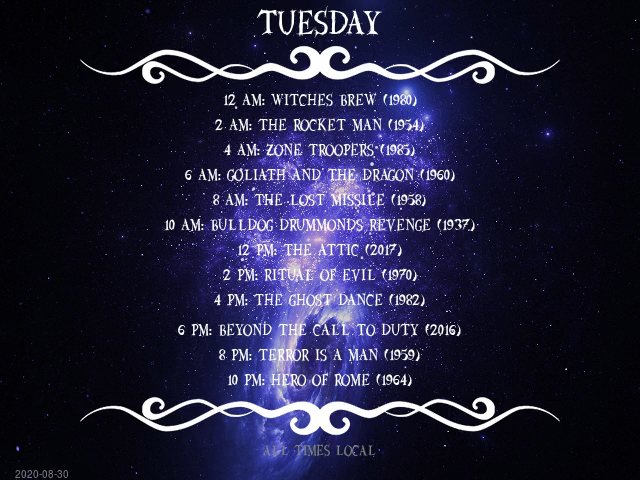 TUESDAY
12 AM: WITCHES BREW (1980)
2 AM: THE ROCKET MAN (1954)
4 AM: ZONE TROOPERS (1985)
6 AM: GOLIATH AND THE DRAGON (1960)
8 AM: THE LOST MISSILE (1958)
10 AM: BULLDOG DRUMMONDS REVENGE (1937)
12 PM: THE ATTIC (2017)
2 PM: RITUAL OF EVIL (1970)
4 PM: THE GHOST DANCE (1982)
6 PM: BEYOND THE CALL TO DUTY (2016)
8 PM: TERROR IS A MAN (1959)
10 PM: HERO OF ROME (1964)
ALL TIMES LOCAL
2020-08-30